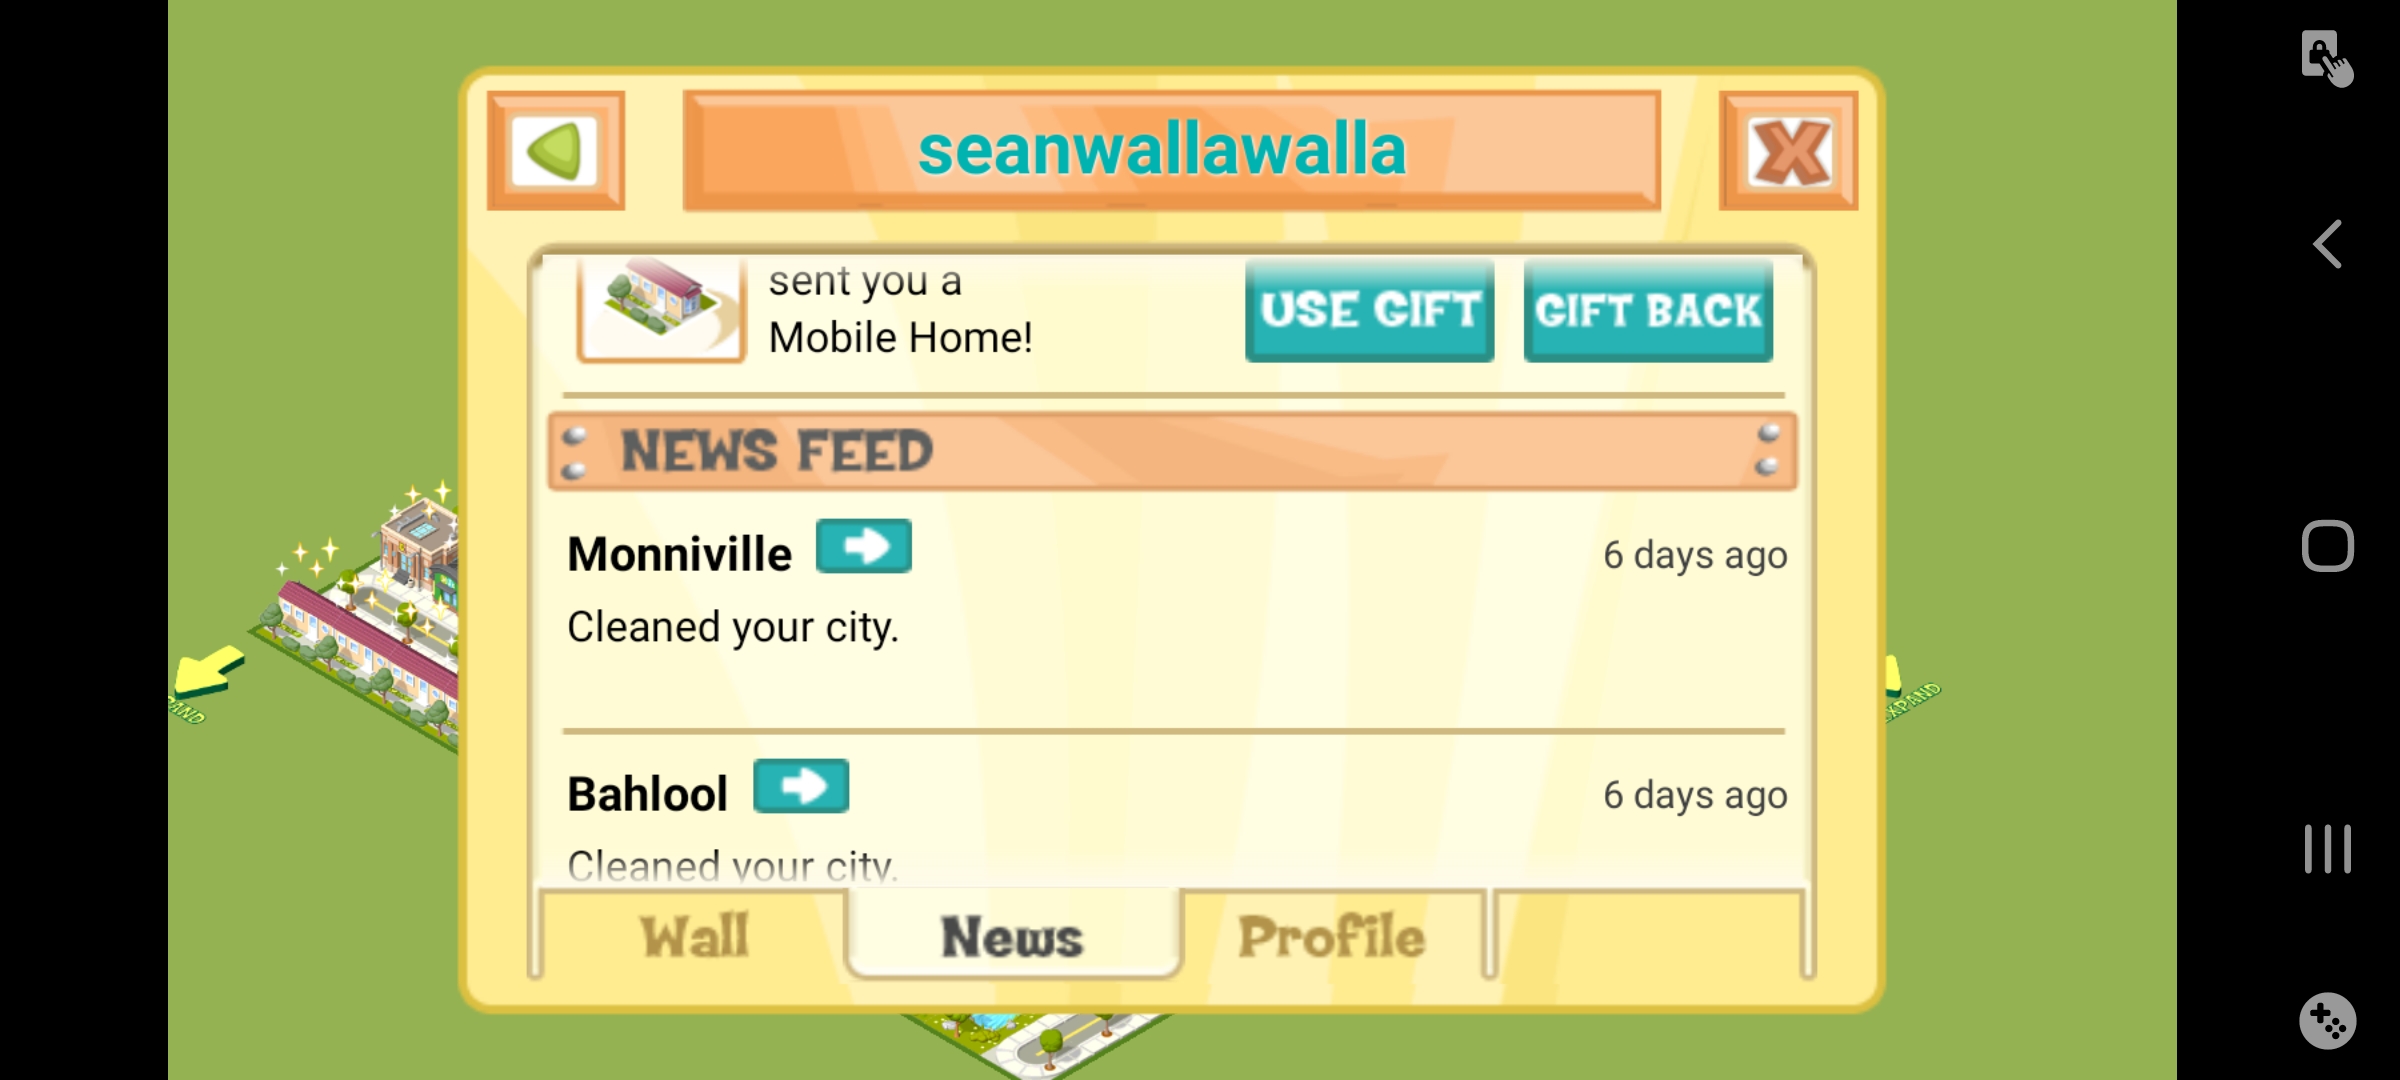 seanwallawalla
sent you a
Mobile Home!
USE GIFT
GIFT BACK
NEWS FEED
Monniville
6 days ago
Cleaned your city.
Bahlool
6 days ago
Cleaned your city.
Wall
News
Profile